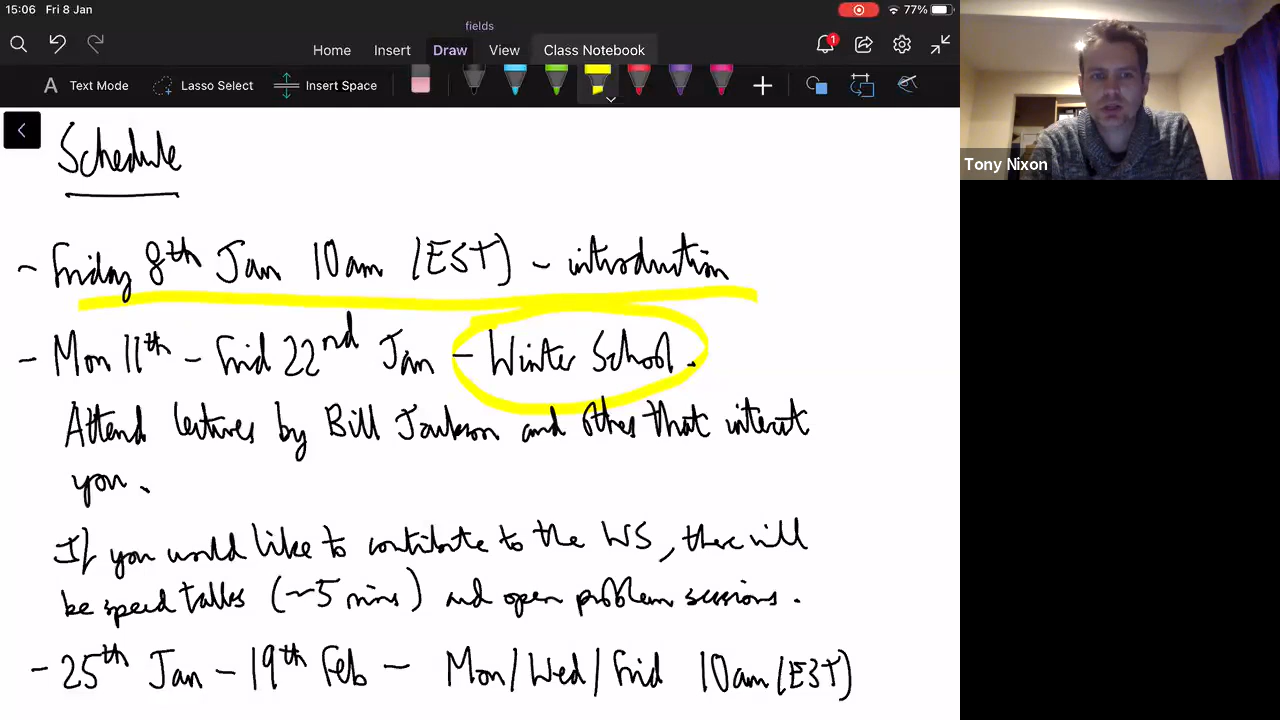 15:06 Fri 8 Jan
77%
fields
Home Insert Draw View Class Notebook
1
A Text Mode Lasso Select Insert Space
Schedule
- Friday 8th Jan 10am (EST) - introduction
- Mon 11th - Frid 22nd Jan - Winter School.
Attend lectures by Bill Jackson and others that interest
you.
If you would like to contribute to the WS, there will
be speed talks (~5 mins) and open problem sessions.
- 25th Jan - 19th Feb - Mon/Wed/Frid 10am (EST)
Tony Nixon